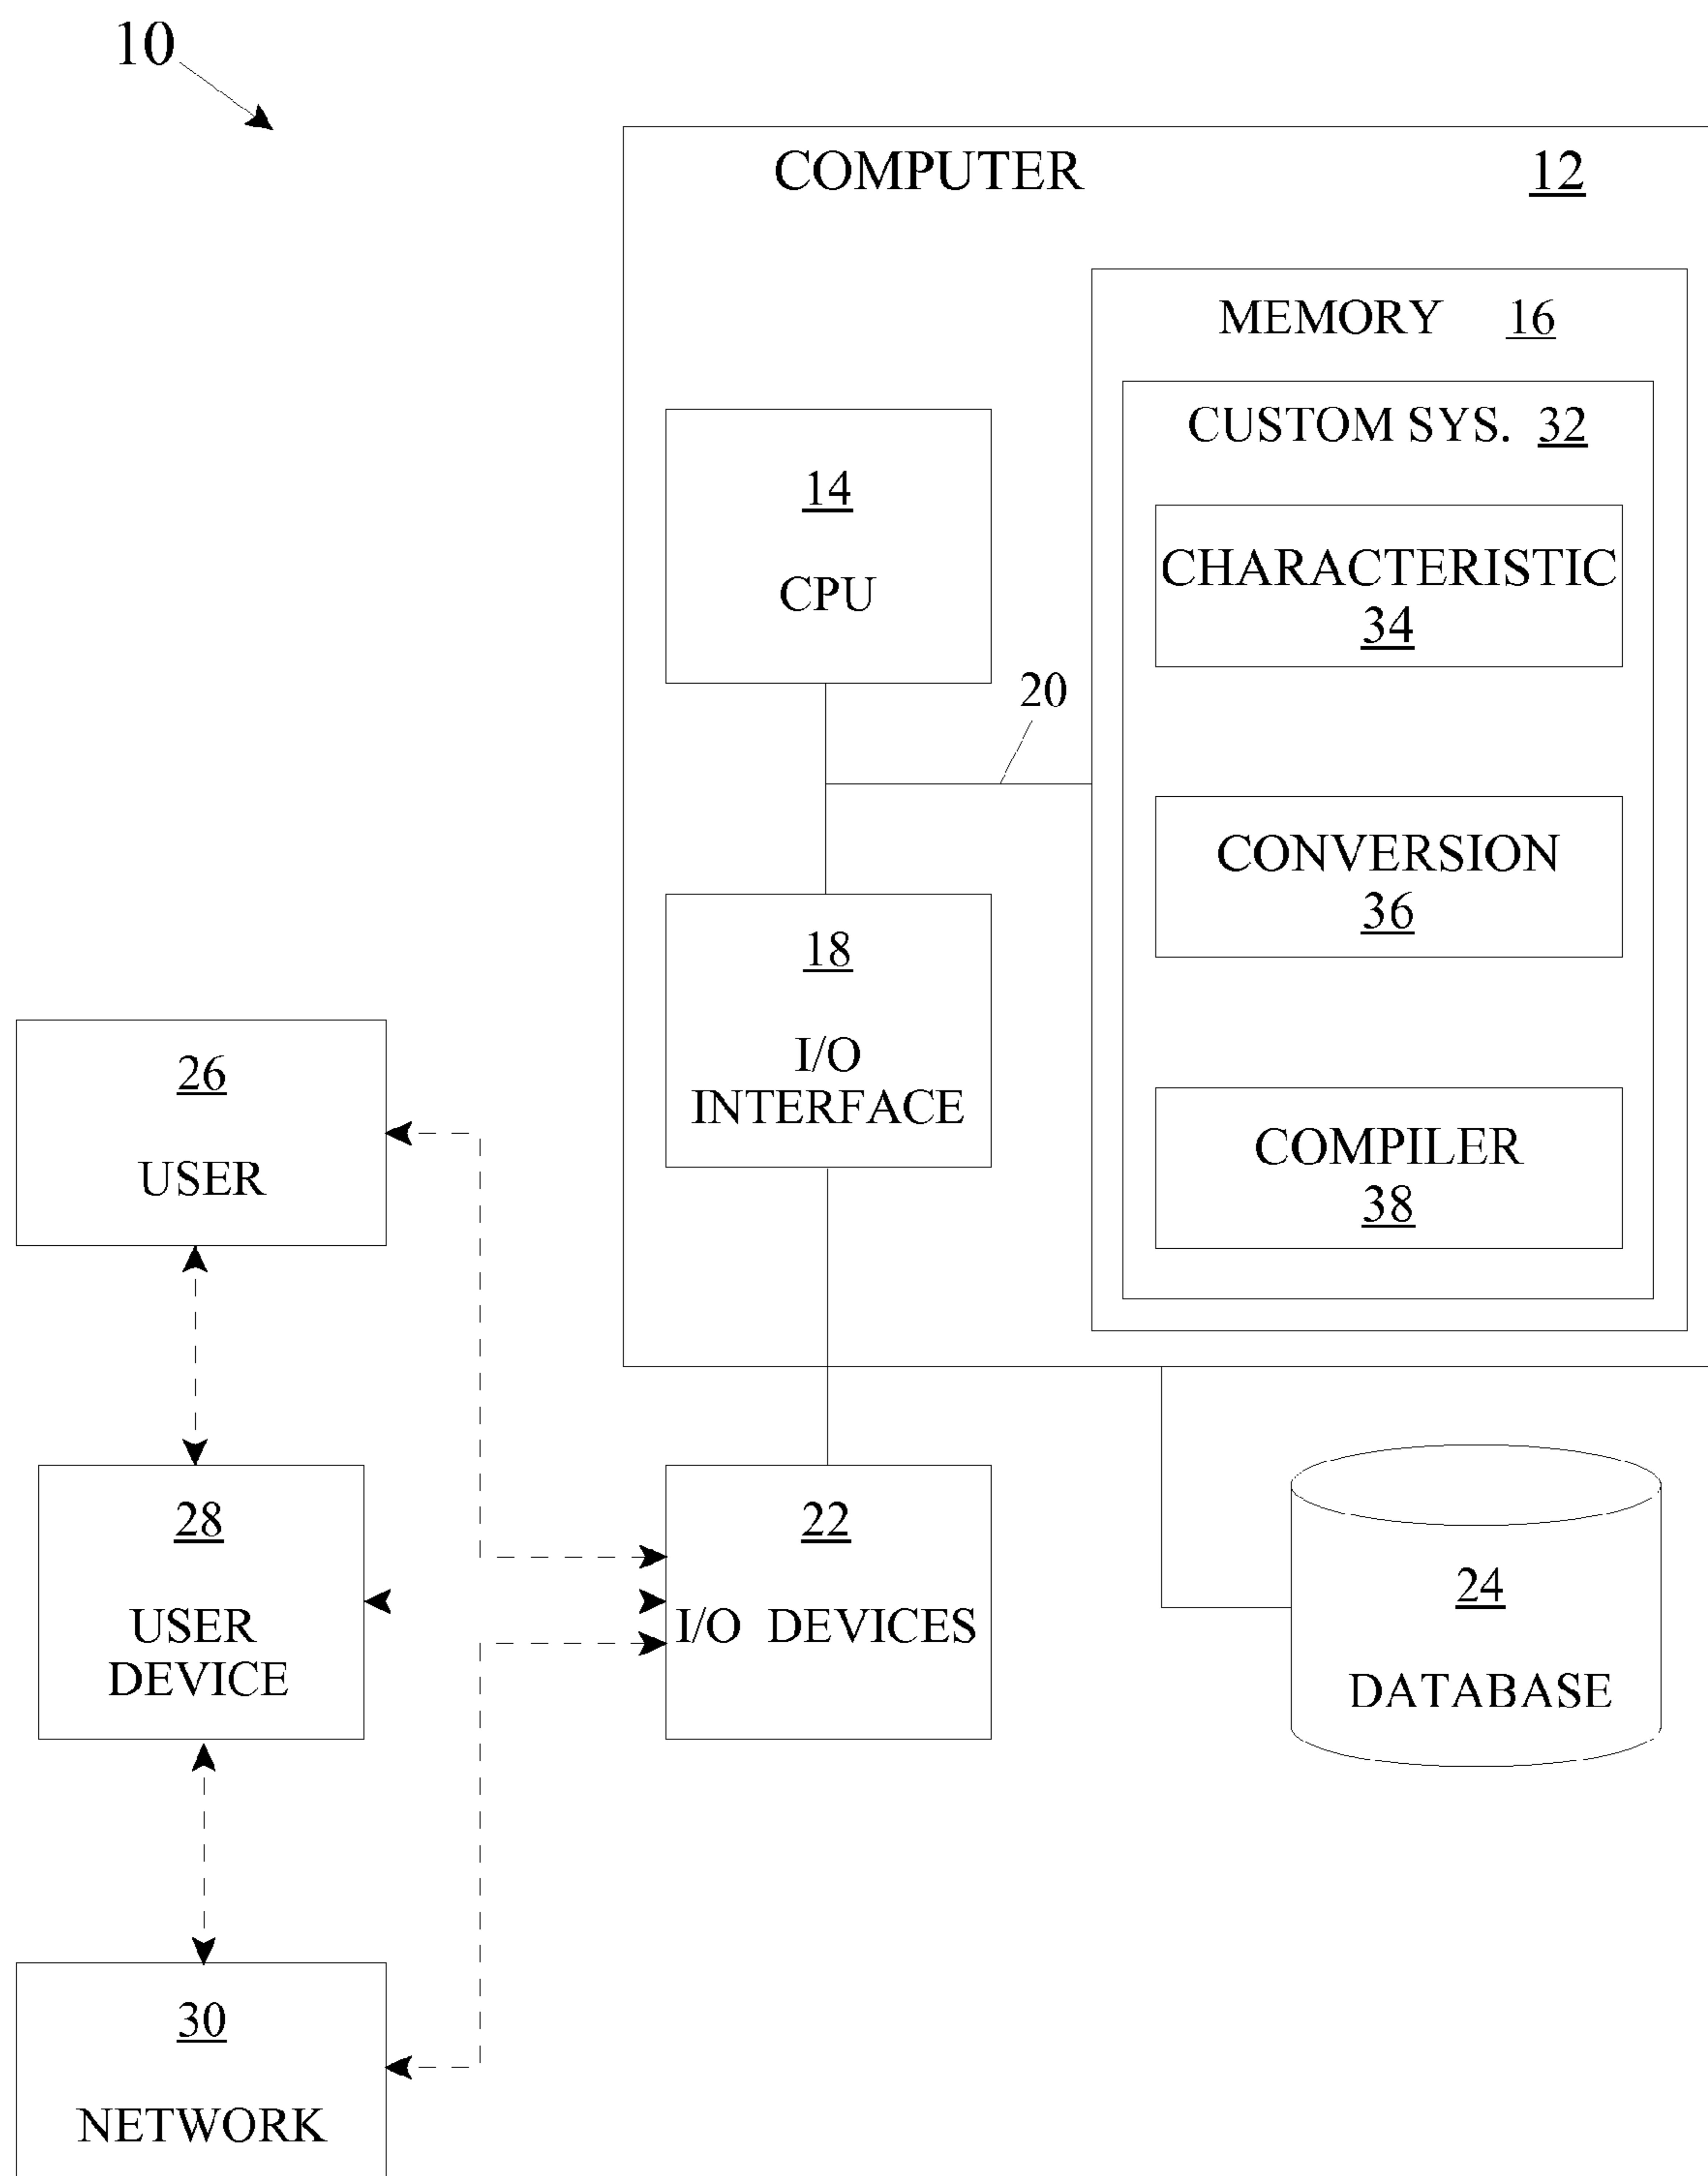 10
COMPUTER 12
MEMORY 16
CUSTOM SYS. 32
14
CPU
CHARACTERISTIC
34
20
CONVERSION
36
18
I/O
INTERFACE
COMPILER
38
26
USER
28
USER
DEVICE
22
I/O DEVICES
24
DATABASE
30
NETWORK